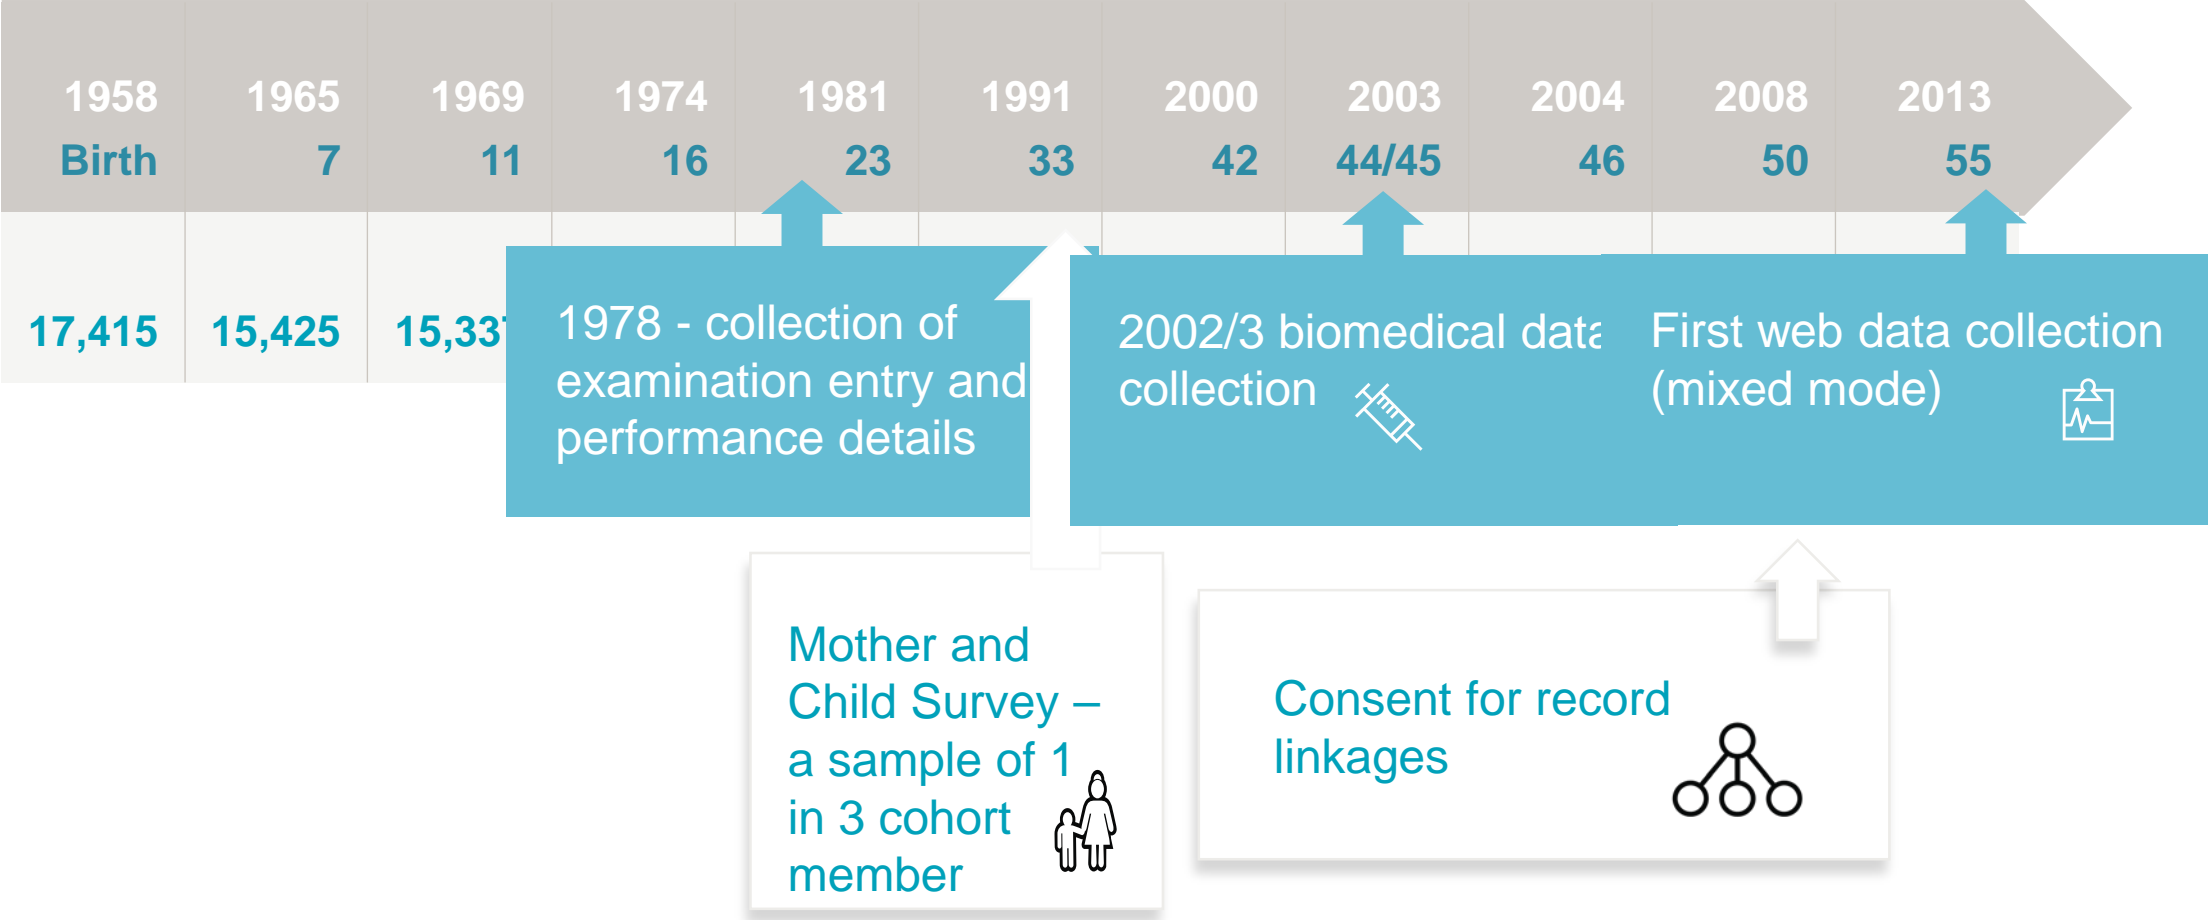 1958 1965 1969 1974 1981 1991 2000 2003 2004 2008 2013
Birth 7 11 16 23 33 42 44/45 46 50 55
17,415 15,425
1978 - collection of
examination entry and
performance details
2002/3 biomedical data
collection
First web data collection
(mixed mode)
Mother and
Child Survey –
a sample of 1
in 3 cohort
member
Consent for record
linkages